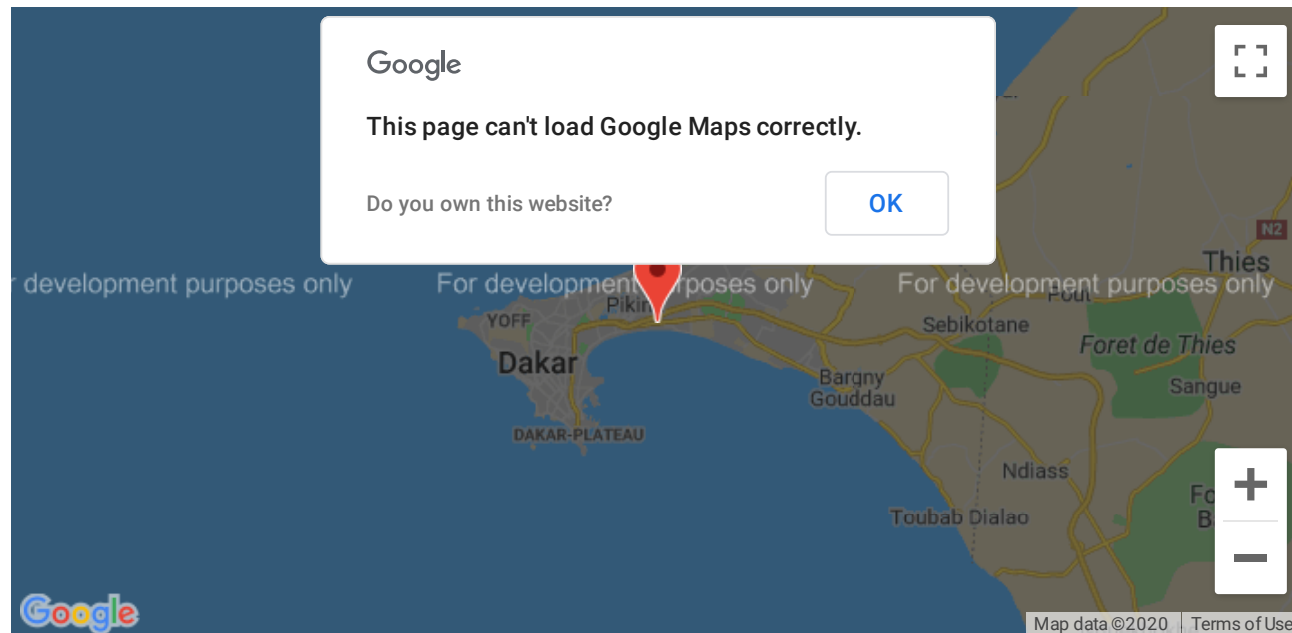 Google
This page can't load Google Maps correctly.
Do you own this website?
OK
N2
Thies
development purposes only
For development purposes only
For development purposes only
Pout
YOFF
Sebikotane
Foret de Thies
Dakar
Bargny
Gouddau
Sangue
DAKAR-PLATEAU
Ndiass
Toubab Dialao
Google
Map data ©2020
Terms of Use